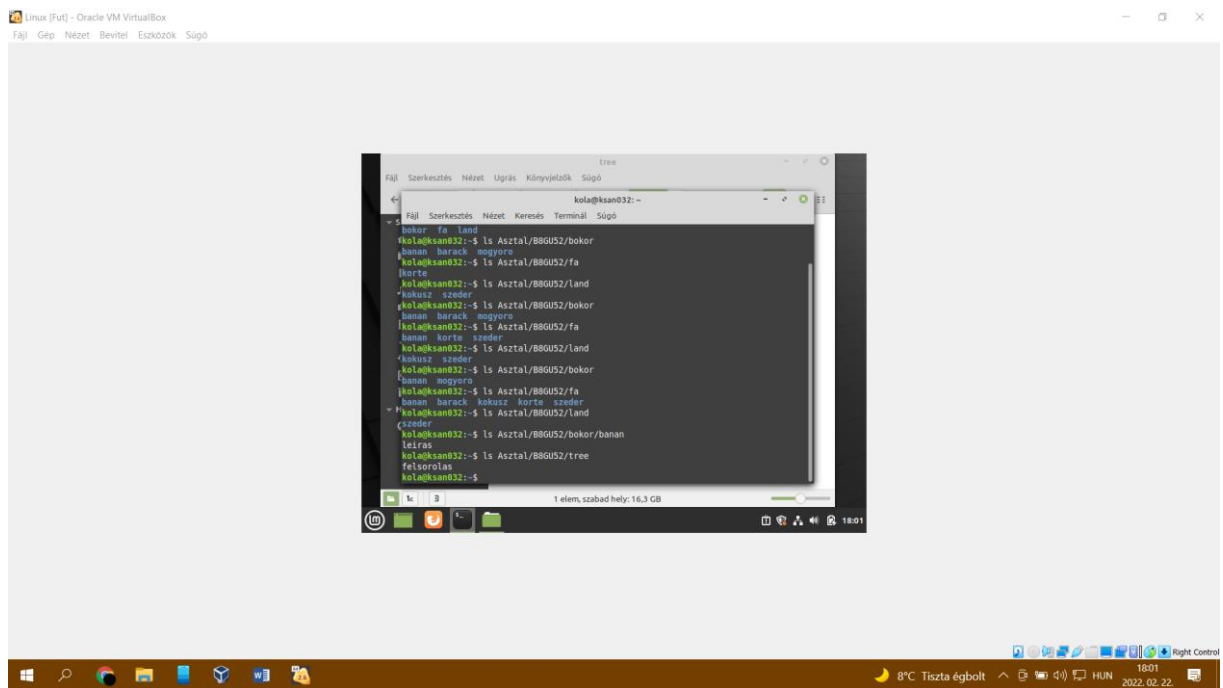 Linux [Fut] - Oracle VM VirtualBox
Fájl Gép Nézet Bevitel Eszközök Súgó
tree
Fájl Szerkesztés Nézet Ugrás Könyvjelzők Súgó
kola@ksan032: ~
Fájl Szerkesztés Nézet Keresés Terminál Súgó
bokor fa land
kola@ksan032:~$ ls Asztal/B8GU52/bokor
banan barack mogyoro
kola@ksan032:~$ ls Asztal/B8GU52/fa
korte
kola@ksan032:~$ ls Asztal/B8GU52/land
kokusz szeder
kola@ksan032:~$ ls Asztal/B8GU52/bokor
banan barack mogyoro
kola@ksan032:~$ ls Asztal/B8GU52/fa
banan korte szeder
kola@ksan032:~$ ls Asztal/B8GU52/land
kokusz szeder
kola@ksan032:~$ ls Asztal/B8GU52/bokor
banan mogyoro
kola@ksan032:~$ ls Asztal/B8GU52/fa
banan barack kokusz korte szeder
kola@ksan032:~$ ls Asztal/B8GU52/land
szeder
kola@ksan032:~$ ls Asztal/B8GU52/bokor/banan
leiras
kola@ksan032:~$ ls Asztal/B8GU52/tree
felsorolas
kola@ksan032:~$
1 elem, szabad hely: 16,3 GB
18:01
Right Control
8°C Tiszta égbolt
HUN
18:01
2022. 02. 22.